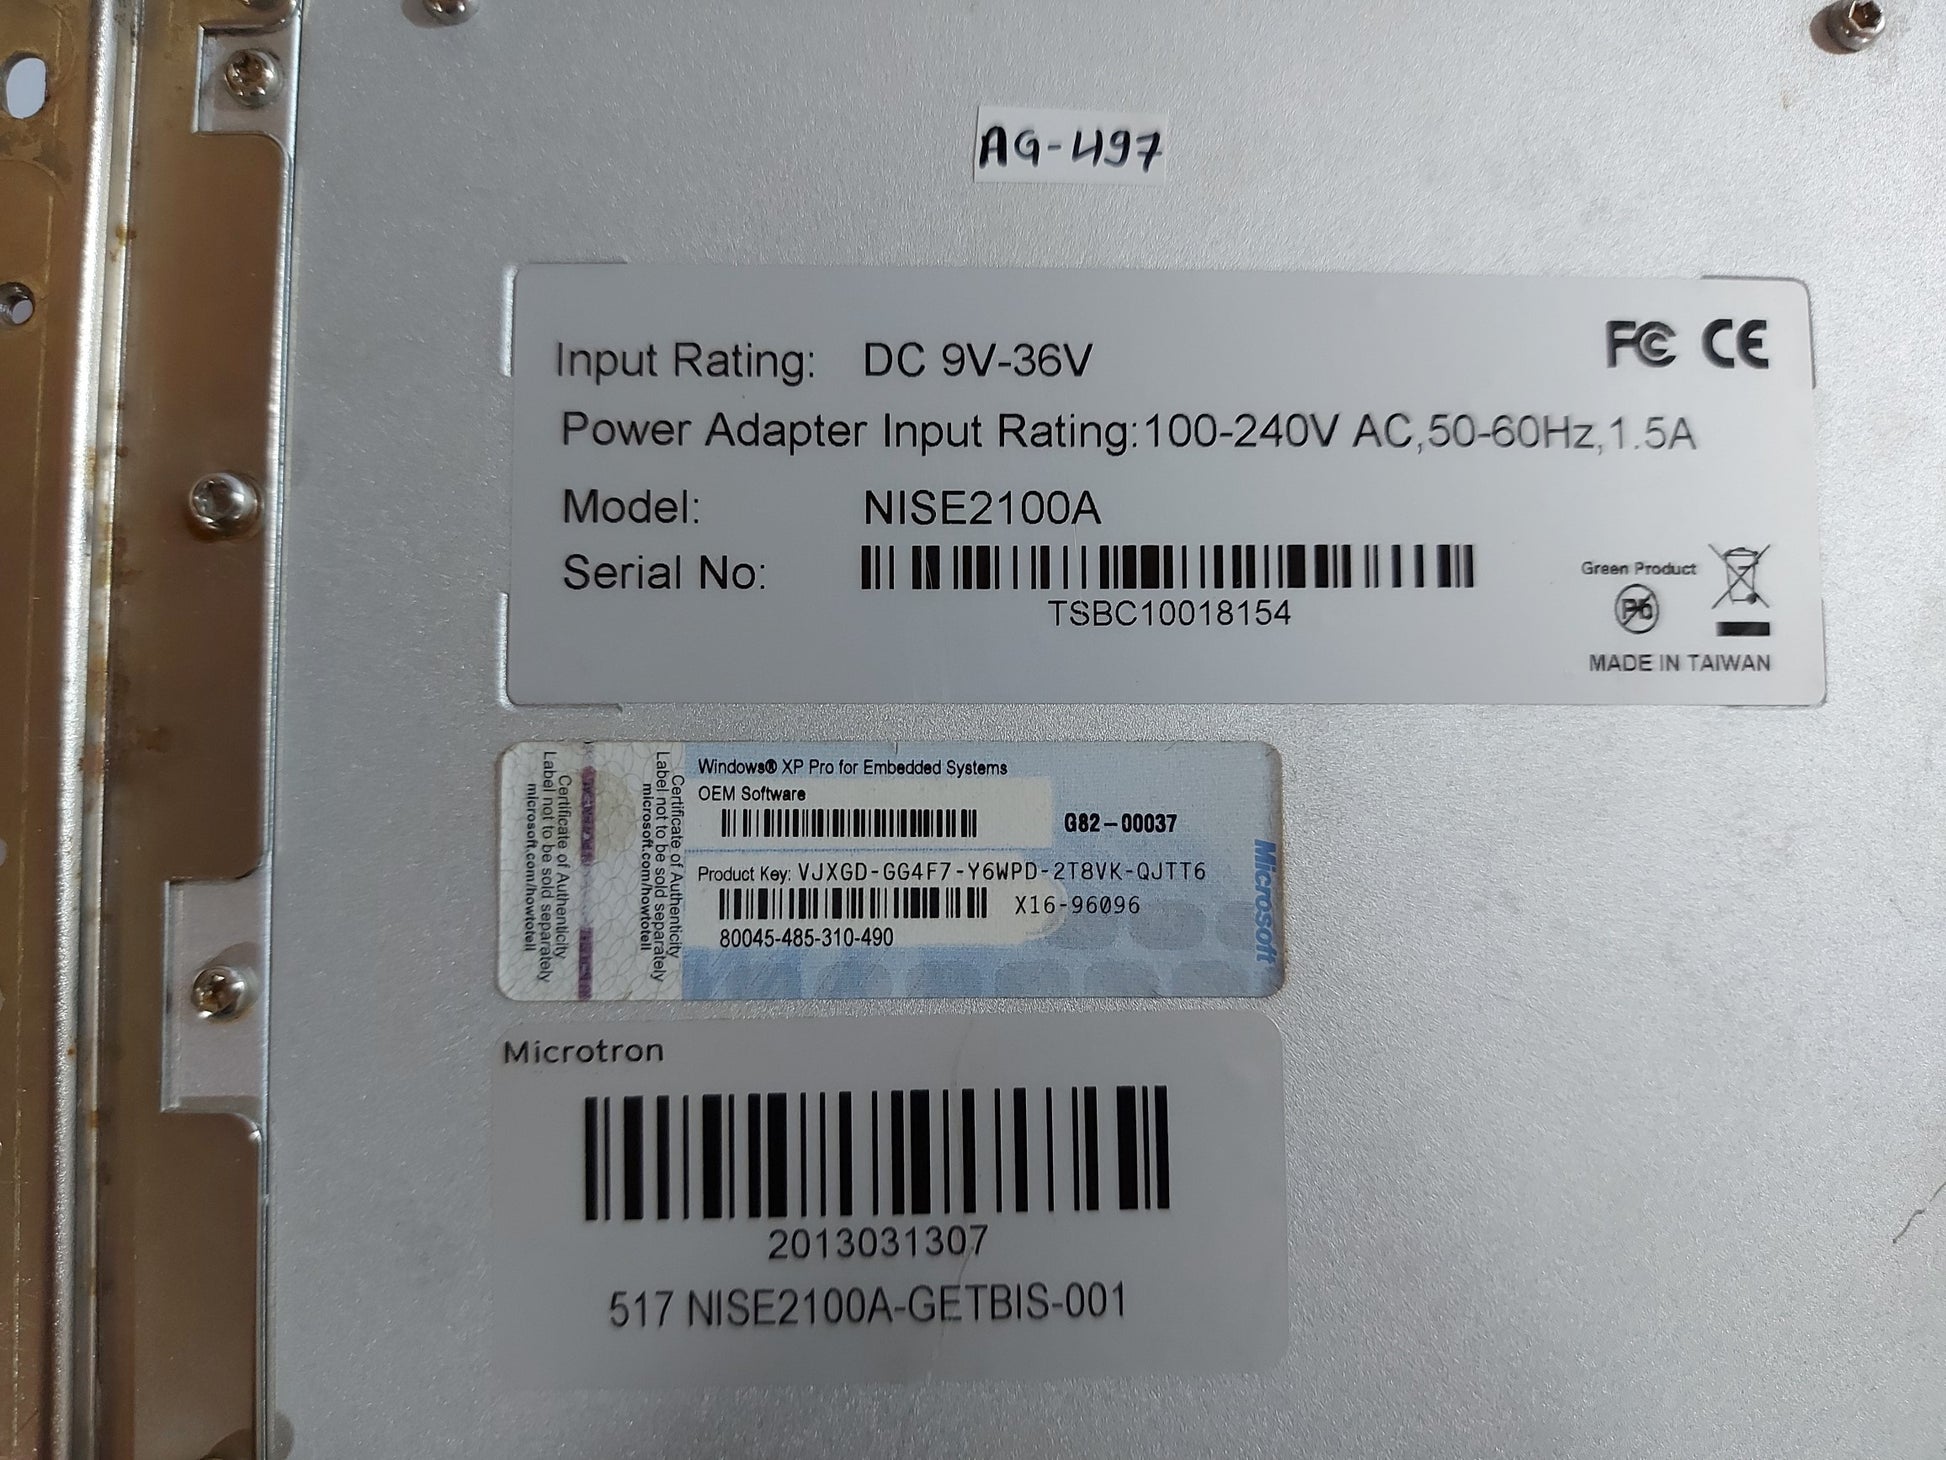 AG-497
FC CE
Input Rating: DC 9V-36V
Power Adapter Input Rating:100-240V AC,50-60Hz,1.5A
Model: NISE2100A
Serial No:
TSBC10018154
Green Product
Pb
MADE IN TAIWAN
Certificate of Authenticity
Label not to be sold separately
microsoft.com/howtotell
Certificate of Authenticity
Label not to be sold separately
microsoft.com/howtotell
Windows® XP Pro for Embedded Systems
OEM Software
G82-00037
Product Key: VJXGD-GG4F7-Y6WPD-2T8VK-QJTT6
X16-96096
80045-485-310-490
Microsoft
Microtron
2013031307
517 NISE2100A-GETBIS-001